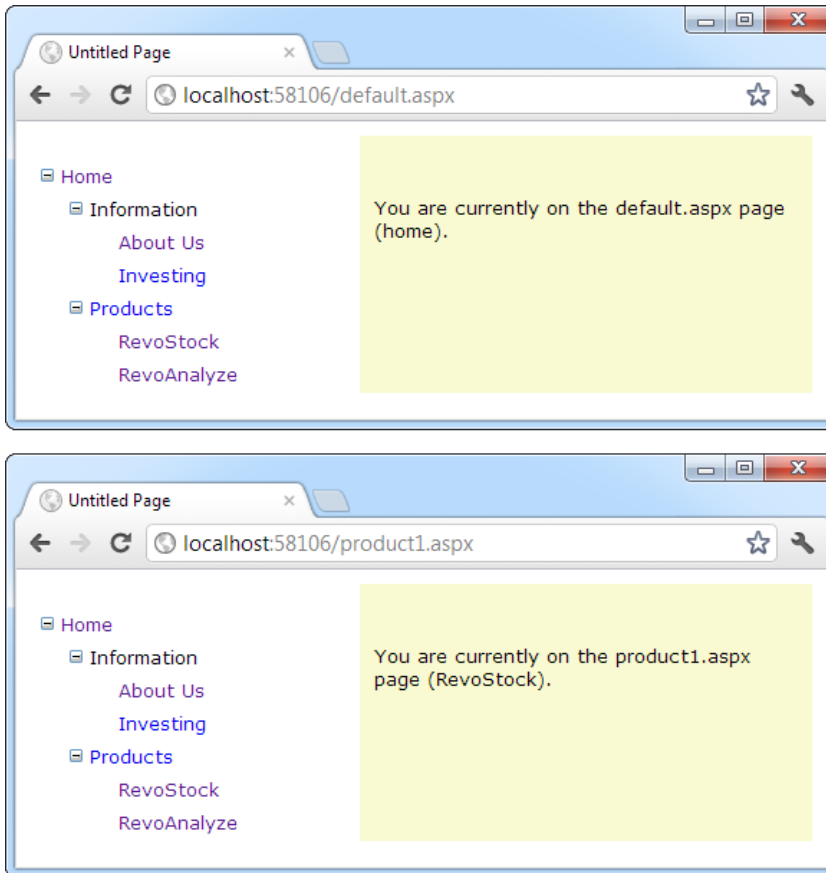 Untitled Page
localhost:58106/default.aspx
Home
Information
About Us
Investing
Products
RevoStock
RevoAnalyze
You are currently on the default.aspx page
(home).
Untitled Page
localhost:58106/product1.aspx
Home
Information
About Us
Investing
Products
RevoStock
RevoAnalyze
You are currently on the product1.aspx
page (RevoStock).